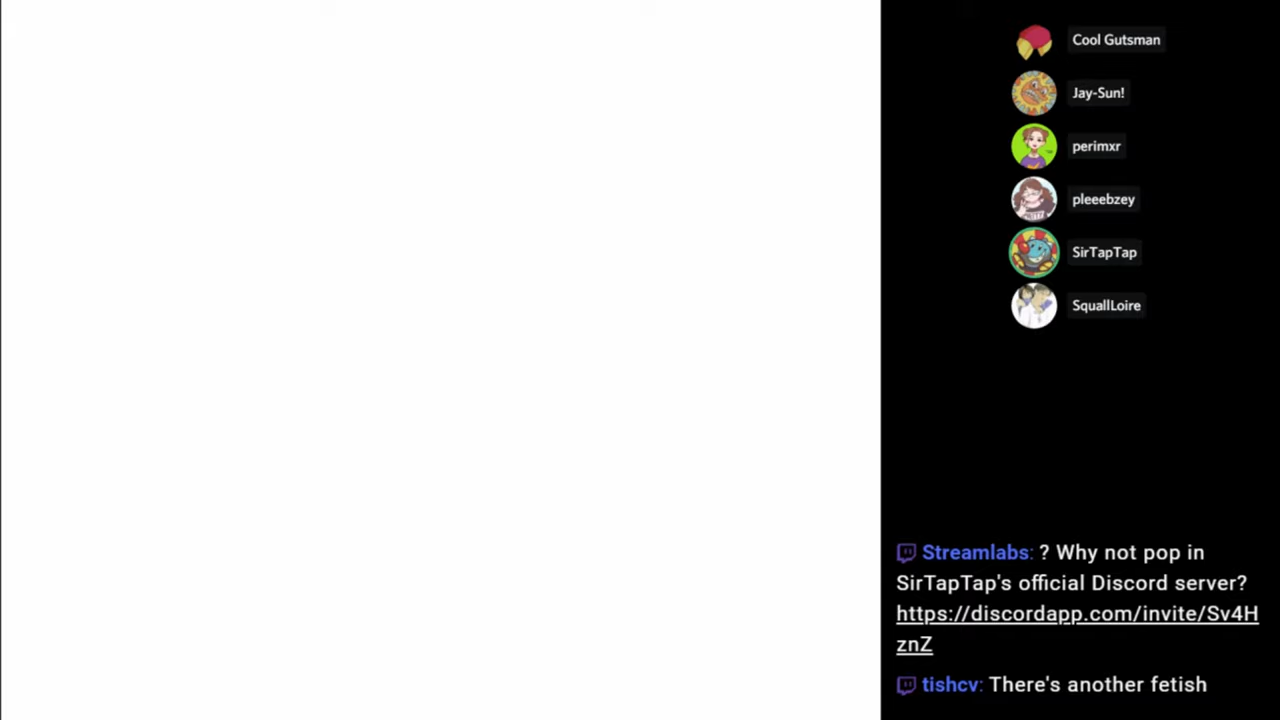 Cool Gutsman
Jay-Sun!
perimxr
pleeebzey
SirTapTap
SquallLoire
Streamlabs: ? Why not pop in
SirTapTap's official Discord server?
https://discordapp.com/invite/Sv4H
znZ
tishcv: There's another fetish